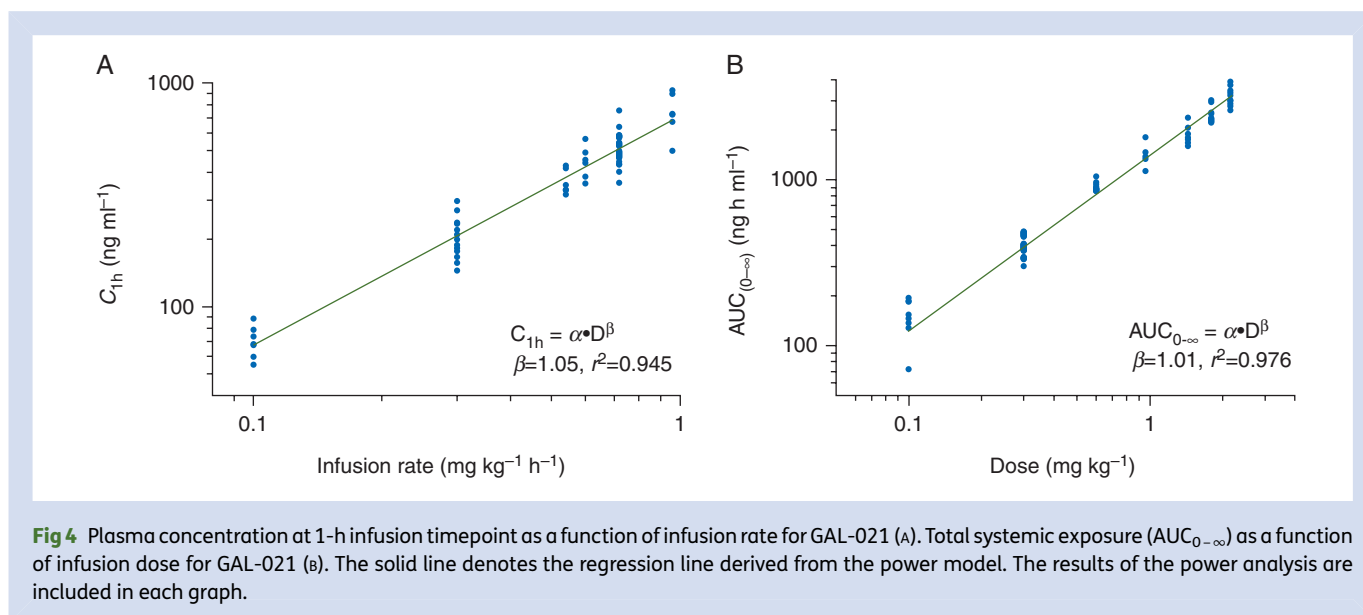 A
1000
100
C1h (ng ml–1)
C1h = α•Dβ
β=1.05, r2=0.945
0.1
1
Infusion rate (mg kg–1 h–1)
B
1000
100
AUC(0–∞) (ng h ml–1)
AUC0-∞ = α•Dβ
β=1.01, r2=0.976
0.1
1
Dose (mg kg–1)
Fig 4 Plasma concentration at 1-h infusion timepoint as a function of infusion rate for GAL-021 (A). Total systemic exposure (AUC0–∞) as a function
of infusion dose for GAL-021 (B). The solid line denotes the regression line derived from the power model. The results of the power analysis are
included in each graph.